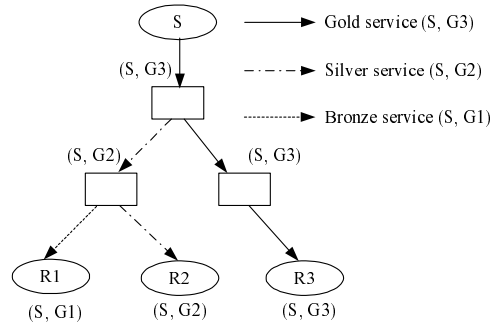 S
Gold service (S, G3)
(S, G3)
Silver service (S, G2)
Bronze service (S, G1)
(S, G2)
(S, G3)
R1
R2
R3
(S, G1)
(S, G2)
(S, G3)